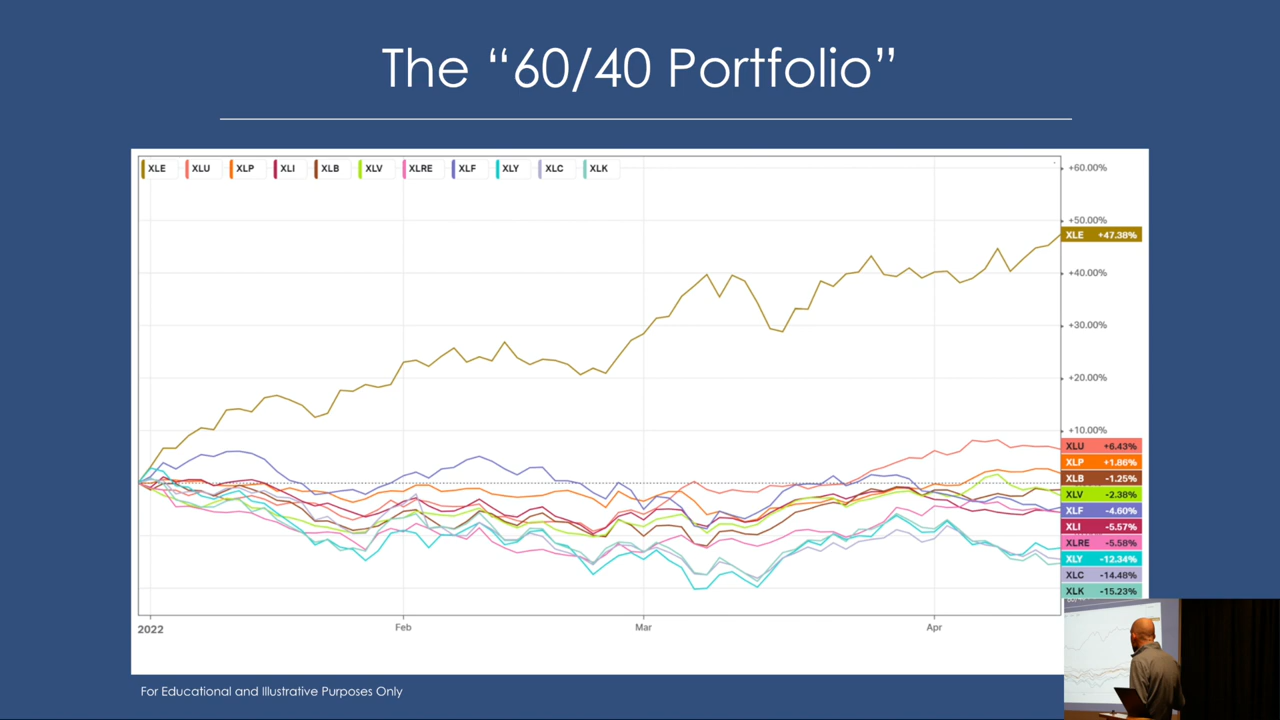 The “60/40 Portfolio”
XLE XLU XLP XLI XLB XLV XLRE XLF XLY XLC XLK
+60.00%
+50.00%
XLE +47.38%
+40.00%
+30.00%
+20.00%
+10.00%
XLU +6.43%
XLP +1.86%
XLB -1.25%
XLV -2.38%
XLF -4.60%
XLI -5.57%
XLRE -5.58%
XLY -12.34%
XLC -14.48%
XLK -15.23%
2022 Feb Mar Apr
For Educational and Illustrative Purposes Only